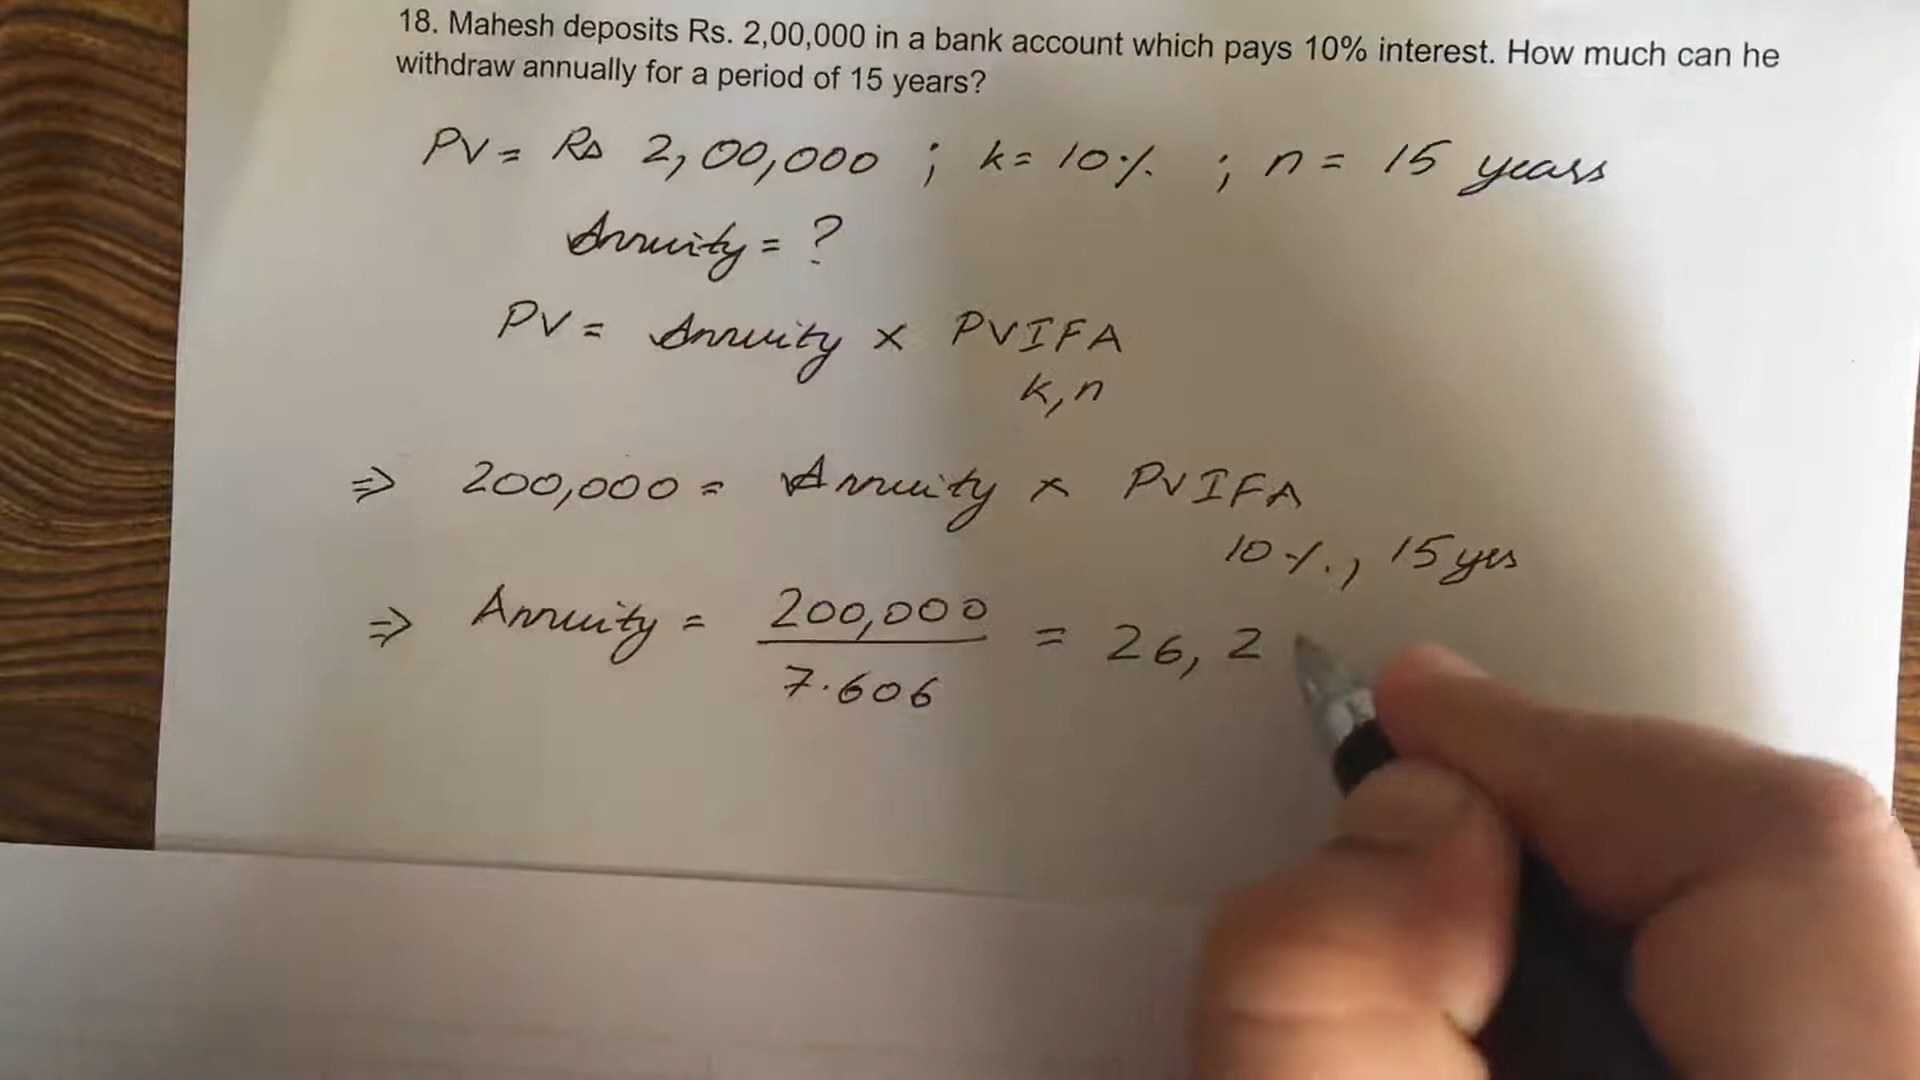 18. Mahesh deposits Rs. 2,00,000 in a bank account which pays 10% interest. How much can he
withdraw annually for a period of 15 years?
PV = Rs 2,00,000 ; k = 10% ; n = 15 years
Annuity = ?
PV = Annuity × PVIFA
k,n
⇒ 200,000 = Annuity × PVIFA
10%, 15 yrs
⇒ Annuity = 200,000 = 26, 2
7.606